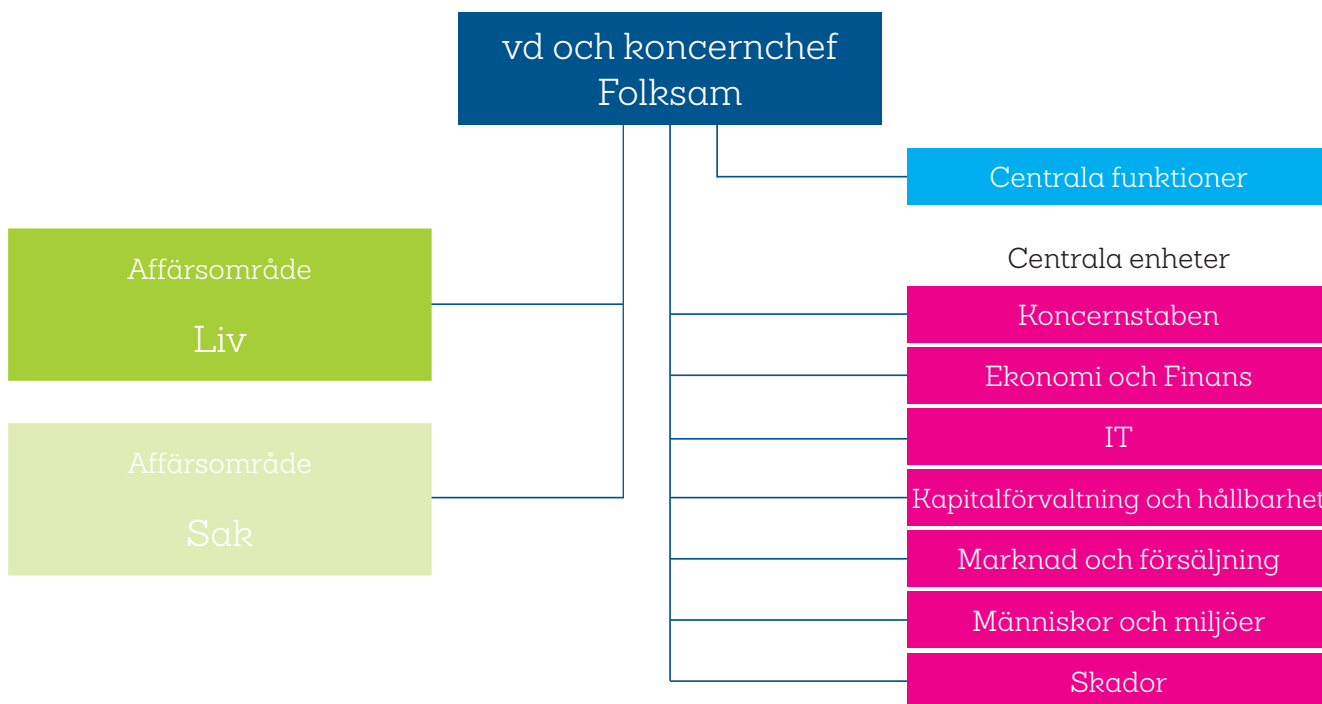 vd och koncernchef
Folksam
Centrala funktioner
Affärsområde
Liv
Affärsområde
Sak
Centrala enheter
Koncernstaben
Ekonomi och Finans
IT
Kapitalförvaltning och hållbarhet
Marknad och försäljning
Människor och miljöer
Skador